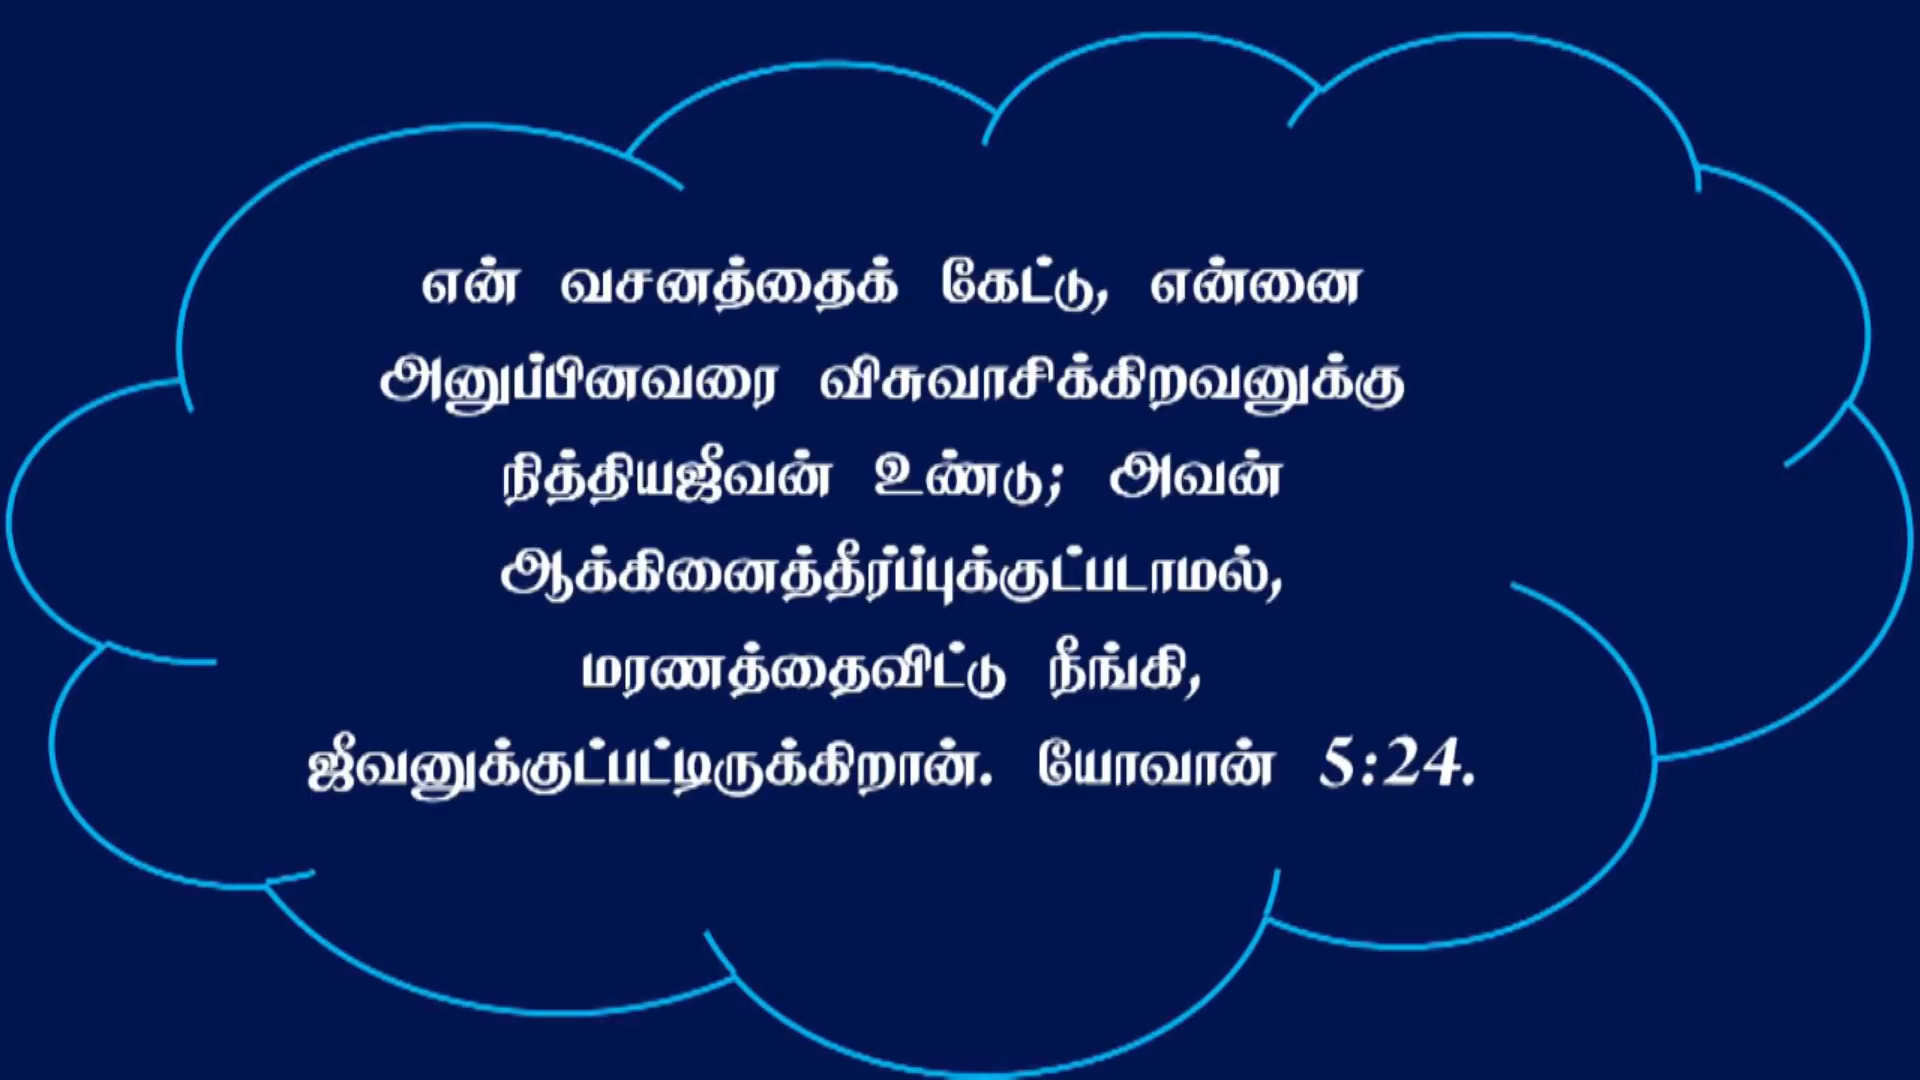 என் வசனத்தைக் கேட்டு, என்னை
அனுப்பினவரை விசுவாசிக்கிறவனுக்கு
நித்தியஜீவன் உண்டு; அவன்
ஆக்கினைத்தீர்ப்புக்குட்படாமல்,
மரணத்தைவிட்டு நீங்கி,
ஜீவனுக்குட்பட்டிருக்கிறான். யோவான் 5:24.